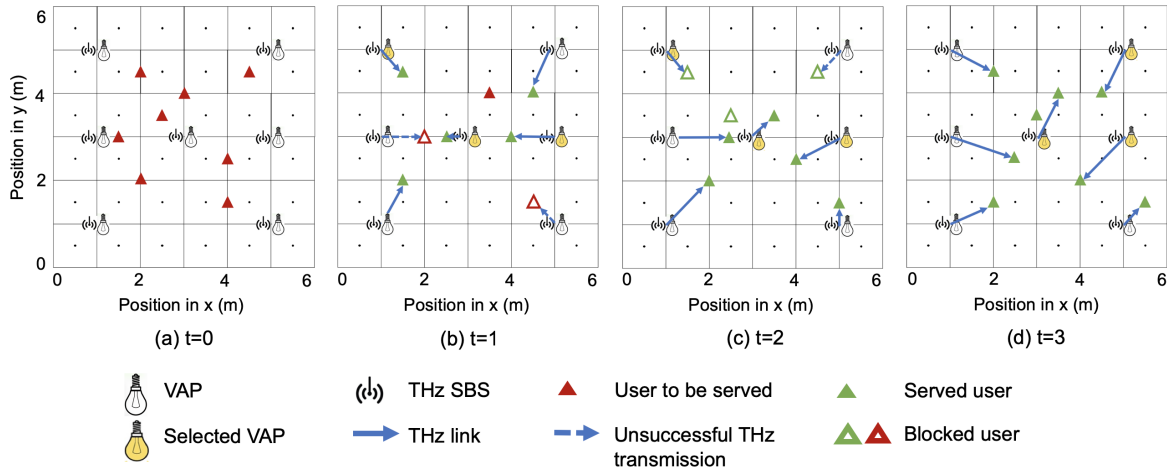 Position in y (m)
6
4
2
0
0 2 4 6
0 2 4 6
0 2 4 6
0 2 4 6
Position in x (m)
Position in x (m)
Position in x (m)
Position in x (m)
(a) t=0
(b) t=1
(c) t=2
(d) t=3
VAP
THz SBS
User to be served
Served user
Selected VAP
THz link
Unsuccessful THz
transmission
Blocked user